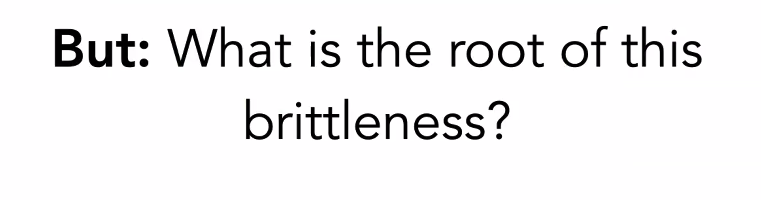 But: What is the root of this
brittleness?